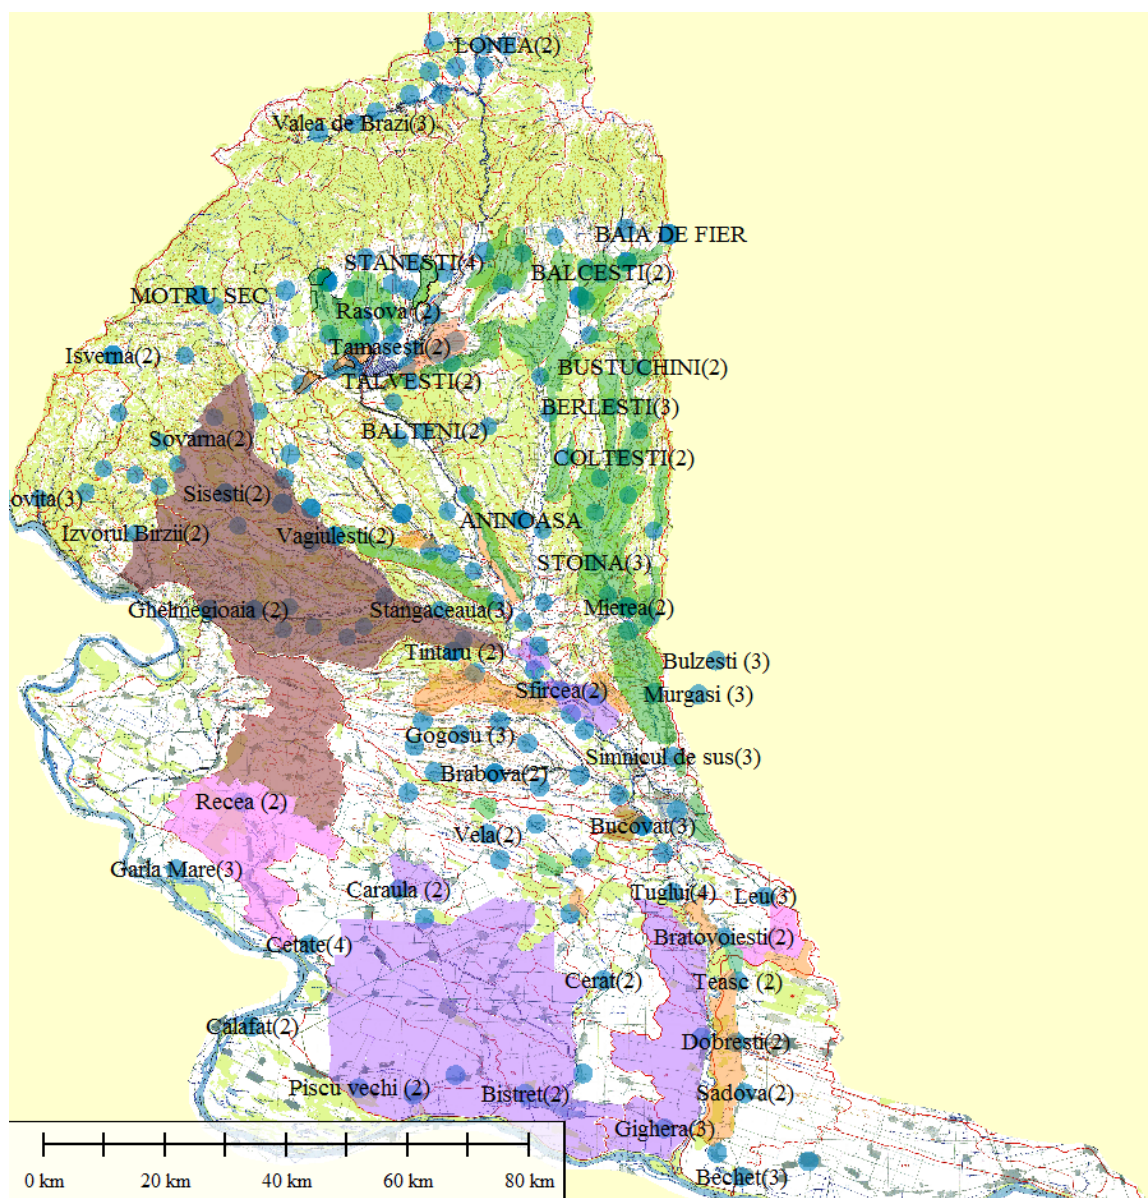 LONEA(2)
Valea de Brazi(3)
BAIA DE FIER
STANESTI(4)
BALCESTI(2)
MOTRU SEC
Rasova (2)
Isverna(2)
Tamasesti(2)
BUSTUCHINI(2)
TALVESTI(2)
BERLESTI(3)
Sovarna(2)
BALTENI(2)
COLTESTI(2)
ovita(3)
Sisesti(2)
ANINOASA
Izvorul Birzii(2)
Vagiulesti(2)
STOINA(3)
Ghelmegioaia (2)
Stangaceaua(3)
Mierea(2)
Tintaru (2)
Bulzesti (3)
Sfircea(2)
Murgasi (3)
Gogosu (3)
Simnicul de sus(3)
Brabova(2)
Recea (2)
Vela(2)
Bucovat(3)
Garla Mare(3)
Caraula (2)
Tuglui(4)
Leu(3)
Cetate(4)
Bratovoiesti(2)
Cerat(2)
Teasc (2)
Calafat(2)
Dobresti(2)
Piscu vechi (2)
Bistret(2)
Sadova(2)
Gighera(3)
Bechet(3)
0 km 20 km 40 km 60 km 80 km